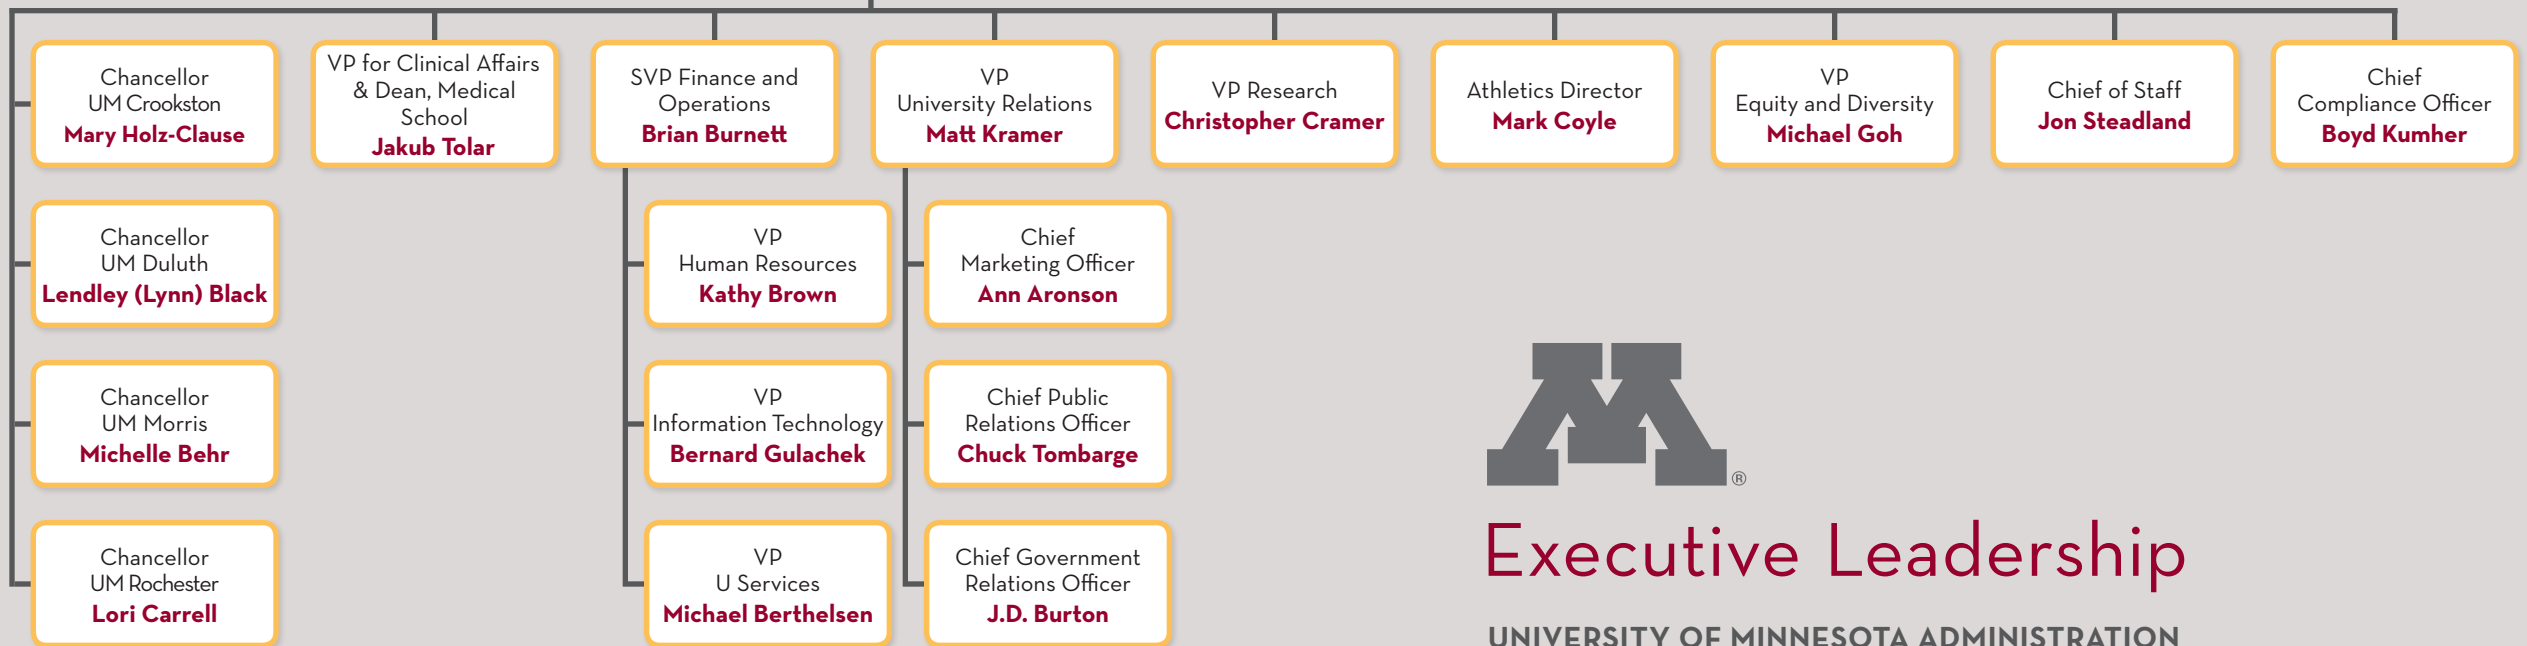 Chancellor
UM Crookston
Mary Holz-Clause
VP for Clinical Affairs
& Dean, Medical
School
Jakub Tolar
SVP Finance and
Operations
Brian Burnett
VP
University Relations
Matt Kramer
VP Research
Christopher Cramer
Athletics Director
Mark Coyle
VP
Equity and Diversity
Michael Goh
Chief of Staff
Jon Steadland
Chief
Compliance Officer
Boyd Kumher
Chancellor
UM Duluth
Lendley (Lynn) Black
VP
Human Resources
Kathy Brown
Chief
Marketing Officer
Ann Aronson
Chancellor
UM Morris
Michelle Behr
VP
Information Technology
Bernard Gulachek
Chief Public
Relations Officer
Chuck Tombarge
Chancellor
UM Rochester
Lori Carrell
VP
U Services
Michael Berthelsen
Chief Government
Relations Officer
J.D. Burton
M®
Executive Leadership
UNIVERSITY OF MINNESOTA ADMINISTRATION